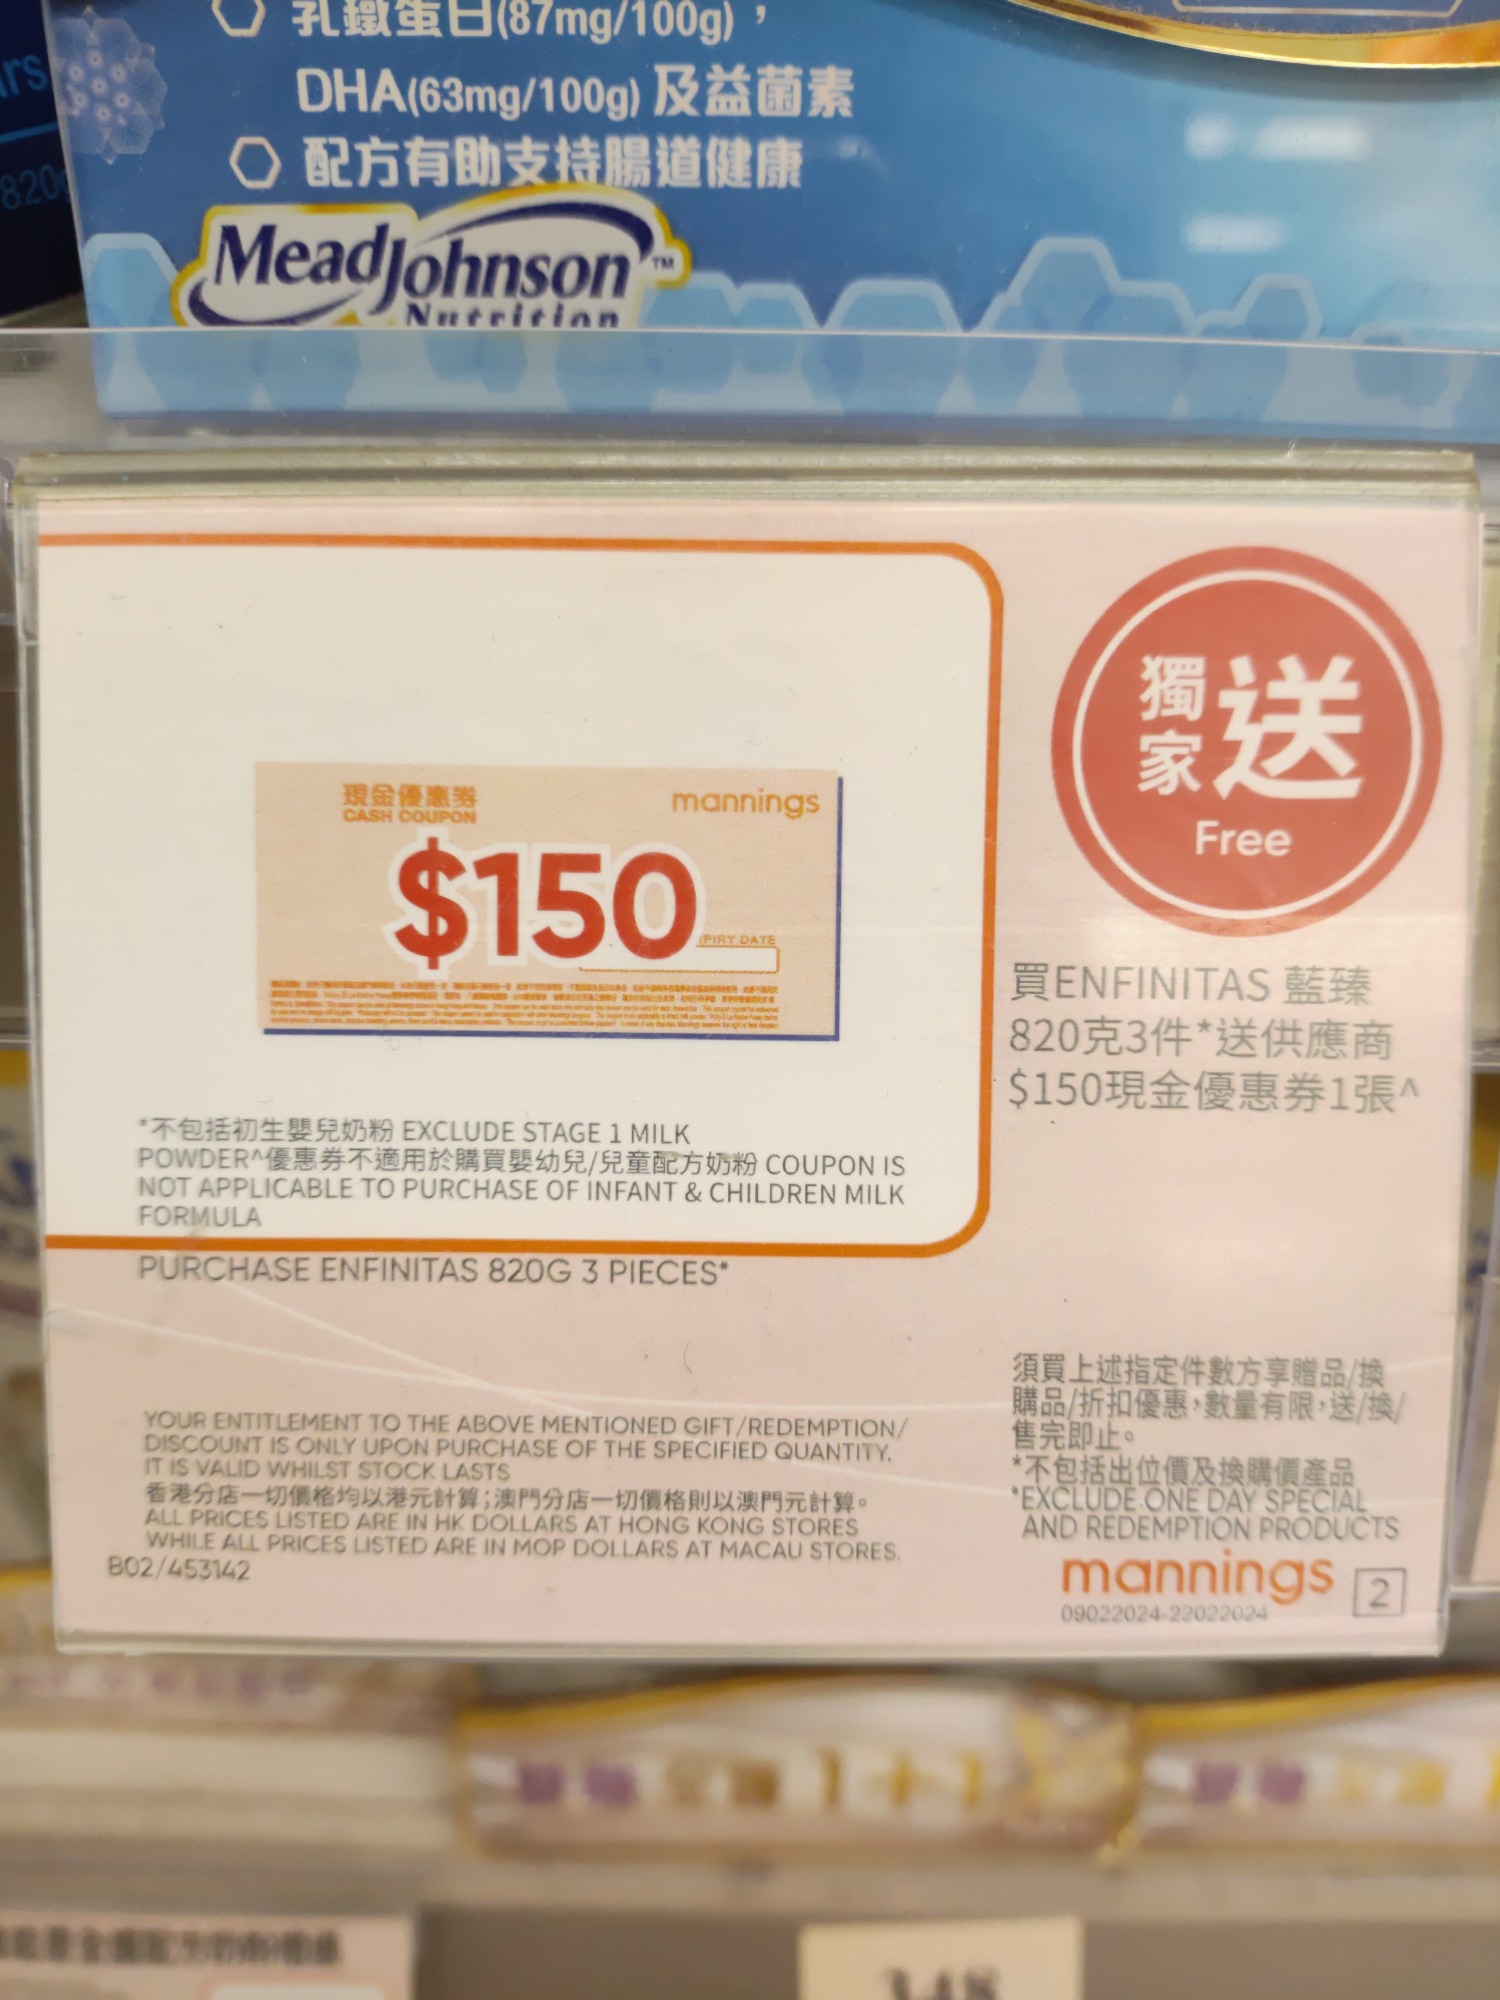 乳鐵蛋白(87mg/100g)，
DHA(63mg/100g) 及益菌素
配方有助支持腸道健康
MeadJohnson™
Nutrition
820g
獨家送
Free
現金優惠券
CASH COUPON
mannings
$150
PIRY DATE
買ENFINITAS 藍臻
820克3件*送供應商
$150現金優惠券1張^
*不包括初生嬰兒奶粉 EXCLUDE STAGE 1 MILK
POWDER^優惠券不適用於購買嬰幼兒/兒童配方奶粉 COUPON IS
NOT APPLICABLE TO PURCHASE OF INFANT & CHILDREN MILK
FORMULA
PURCHASE ENFINITAS 820G 3 PIECES*
須買上述指定件數方享贈品/換
購品/折扣優惠，數量有限，送/換/
售完即止。
*不包括出位價及換購價產品
*EXCLUDE ONE DAY SPECIAL
AND REDEMPTION PRODUCTS
YOUR ENTITLEMENT TO THE ABOVE MENTIONED GIFT/REDEMPTION/
DISCOUNT IS ONLY UPON PURCHASE OF THE SPECIFIED QUANTITY.
IT IS VALID WHILST STOCK LASTS
香港分店一切價格均以港元計算；澳門分店一切價格則以澳門元計算。
ALL PRICES LISTED ARE IN HK DOLLARS AT HONG KONG STORES
WHILE ALL PRICES LISTED ARE IN MOP DOLLARS AT MACAU STORES.
B02/453142
mannings 2
09022024-22022024